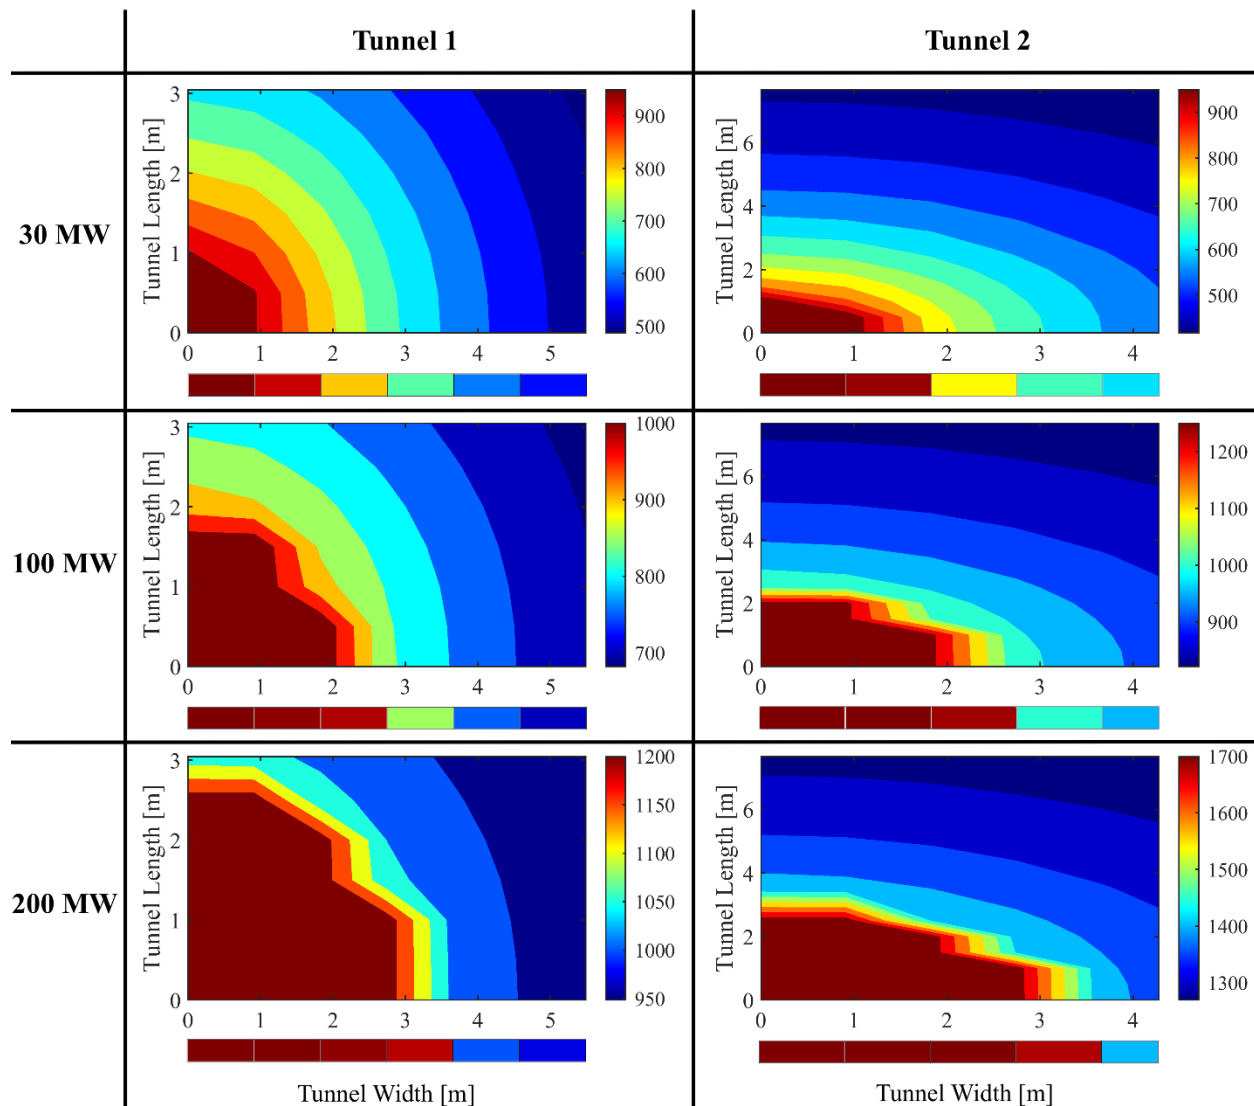 Tunnel 1
Tunnel 2
30 MW
Tunnel Length [m]
3
2
1
0
0 1 2 3 4 5
900
800
700
600
500
Tunnel Length [m]
6
4
2
0
0 1 2 3 4
900
800
700
600
500
100 MW
Tunnel Length [m]
3
2
1
0
0 1 2 3 4 5
1000
900
800
700
Tunnel Length [m]
6
4
2
0
0 1 2 3 4
1200
1100
1000
900
200 MW
Tunnel Length [m]
3
2
1
0
0 1 2 3 4 5
1200
1150
1100
1050
1000
950
Tunnel Length [m]
6
4
2
0
0 1 2 3 4
1700
1600
1500
1400
1300
Tunnel Width [m]
Tunnel Width [m]